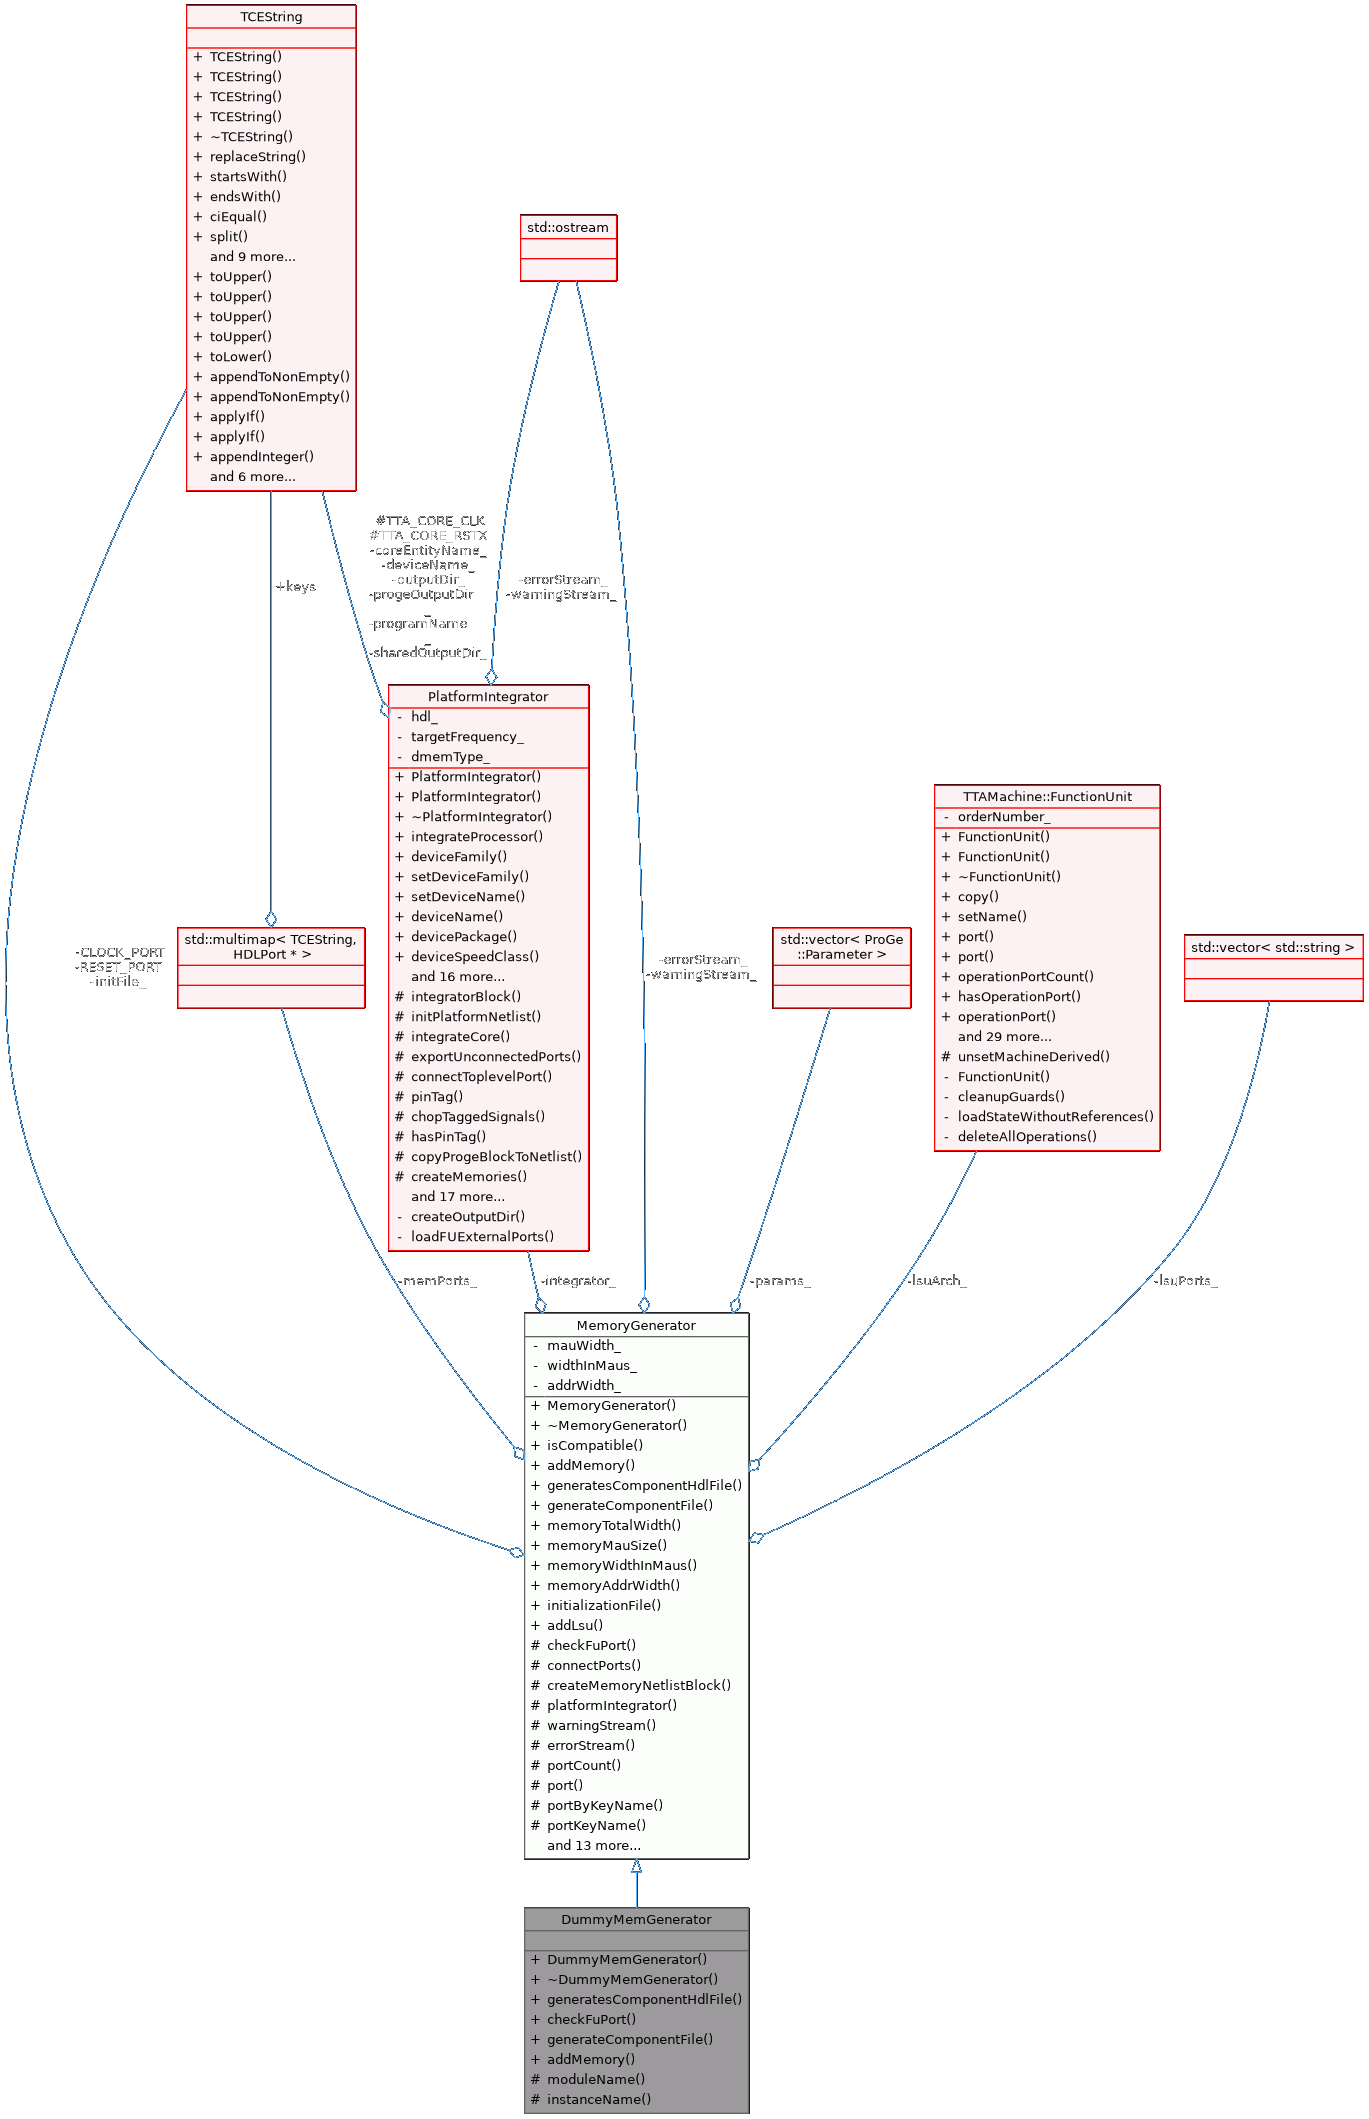 TCEString
+ TCEString()
+ TCEString()
+ TCEString()
+ TCEString()
+ ~TCEString()
+ replaceString()
+ startsWith()
+ endsWith()
+ ciEqual()
+ split()
and 9 more...
+ toUpper()
+ toUpper()
+ toUpper()
+ toUpper()
+ toLower()
+ appendToNonEmpty()
+ appendToNonEmpty()
+ applyIf()
+ applyIf()
+ appendInteger()
and 6 more...
std::ostream
#TTA_CORE_CLK
#TTA_CORE_RSTX
-coreEntityName_
-deviceName_
-outputDir_
-progeOutputDir
_
-programName
_
-sharedOutputDir_
+keys
-errorStream_
-warningStream_
PlatformIntegrator
- hdl_
- targetFrequency_
- dmemType_
+ PlatformIntegrator()
+ PlatformIntegrator()
+ ~PlatformIntegrator()
+ integrateProcessor()
+ deviceFamily()
+ setDeviceFamily()
+ setDeviceName()
+ deviceName()
+ devicePackage()
+ deviceSpeedClass()
and 16 more...
# integratorBlock()
# initPlatformNetlist()
# integrateCore()
# exportUnconnectedPorts()
# connectToplevelPort()
# pinTag()
# chopTaggedSignals()
# hasPinTag()
# copyProgeBlockToNetlist()
# createMemories()
and 17 more...
- createOutputDir()
- loadFUExternalPorts()
TTAMachine::FunctionUnit
- orderNumber_
+ FunctionUnit()
+ FunctionUnit()
+ ~FunctionUnit()
+ copy()
+ setName()
+ port()
+ port()
+ operationPortCount()
+ hasOperationPort()
+ operationPort()
and 29 more...
# unsetMachineDerived()
- FunctionUnit()
- cleanupGuards()
- loadStateWithoutReferences()
- deleteAllOperations()
-CLOCK_PORT
-RESET_PORT
-initFile_
std::multimap< TCEString,
HDLPort * >
-errorStream_
-warningStream_
std::vector< ProGe
::Parameter >
std::vector< std::string >
-memPorts_
-integrator_
-params_
-lsuArch_
-lsuPorts_
MemoryGenerator
- mauWidth_
- widthInMaus_
- addrWidth_
+ MemoryGenerator()
+ ~MemoryGenerator()
+ isCompatible()
+ addMemory()
+ generatesComponentHdlFile()
+ generateComponentFile()
+ memoryTotalWidth()
+ memoryMauSize()
+ memoryWidthInMaus()
+ memoryAddrWidth()
+ initializationFile()
+ addLsu()
# checkFuPort()
# connectPorts()
# createMemoryNetlistBlock()
# platformIntegrator()
# warningStream()
# errorStream()
# portCount()
# port()
# portByKeyName()
# portKeyName()
and 13 more...
DummyMemGenerator
+ DummyMemGenerator()
+ ~DummyMemGenerator()
+ generatesComponentHdlFile()
+ checkFuPort()
+ generateComponentFile()
+ addMemory()
# moduleName()
# instanceName()